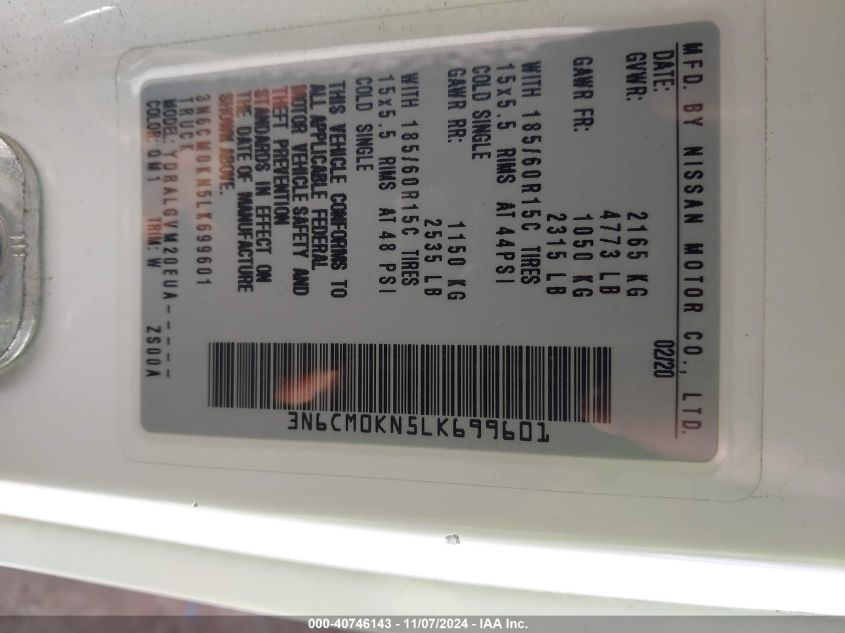 MFD. BY NISSAN MOTOR CO., LTD.
DATE: 02/20
GVWR: 2165 KG
4773 LB
GAWR FR: 1050 KG
2315 LB
WITH 185/60R15C TIRES
15x5.5 RIMS AT 44PSI
COLD SINGLE
GAWR RR: 1150 KG
2535 LB
WITH 185/60R15C TIRES
15x5.5 RIMS AT 48 PSI
COLD SINGLE
THIS VEHICLE CONFORMS TO
ALL APPLICABLE FEDERAL
MOTOR VEHICLE SAFETY AND
THEFT PREVENTION
STANDARDS IN EFFECT ON
THE DATE OF MANUFACTURE
SHOWN ABOVE.
3N6CM0KN5LK699601
TRUCK
MODEL: YDRALGVM20EUA-----
COLOR: QM1 TRIM: W ZS00A
3N6CM0KN5LK699601
000-40746143 - 11/07/2024 - IAA Inc.